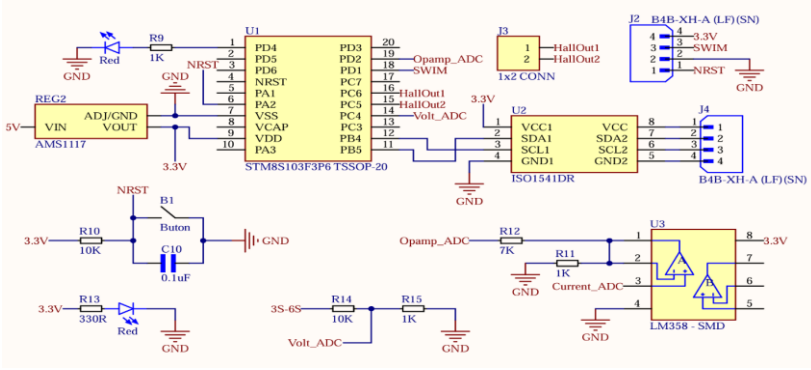 R9
1K
Red
GND
U1
1 PD4 PD3 20
2 PD5 PD2 19 Opamp_ADC
3 PD6 PD1 18 SWIM
4 NRST PC7 17
5 PA1 PC6 16 HallOut1
6 PA2 PC5 15 HallOut2
7 VSS PC4 14 Volt_ADC
8 VCAP PC3 13
9 VDD PB4 12
10 PA3 PB5 11
STM8S103F3P6 TSSOP-20
NRST
GND
REG2
ADJ/GND
5V VIN VOUT
AMS1117
3.3V
J3
1 HallOut1
2 HallOut2
1x2 CONN
J2 B4B-XH-A (LF)(SN)
4 4 3.3V
3 3 SWIM
2 2
1 1 NRST
GND
3.3V
U2
1 VCC1 VCC 8
2 SDA1 SDA2 7
3 SCL1 SCL2 6
4 GND1 GND2 5
ISO1541DR
GND
J4
1 1
2 2
3 3
4 4
B4B-XH-A (LF)(SN)
NRST
B1
Buton
3.3V R10
10K
C10
0.1uF
GND
3.3V R13
330R
Red
GND
3S-6S R14
10K
R15
1K
Volt_ADC
GND
Opamp_ADC R12
7K
R11
1K
GND
Current_ADC
GND
U3
1 8 3.3V
2 A 7
3 B 6
4 5
LM358 - SMD